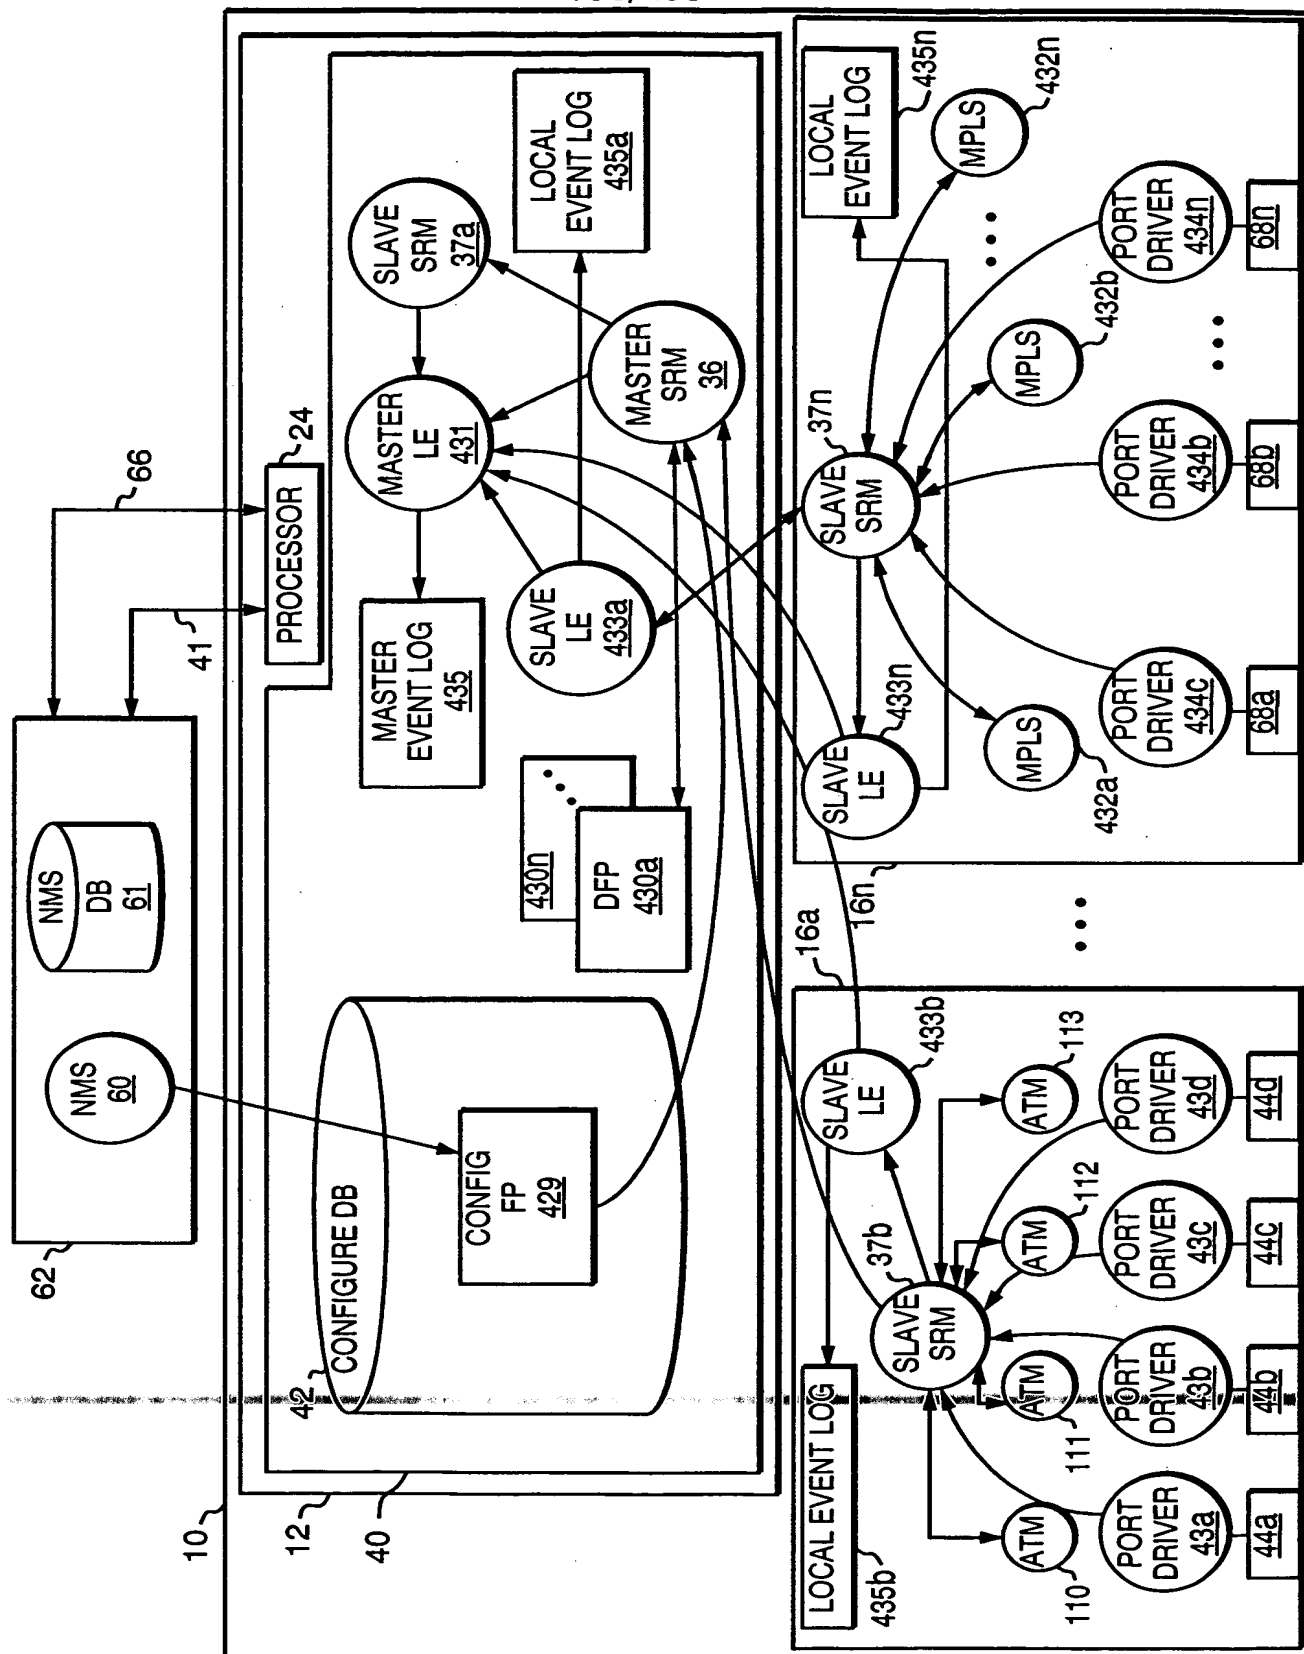 62
NMS
60
NMS
DB
61
41
66
10
12
40
42
CONFIGURE DB
CONFIG
FP
429
PROCESSOR
24
430n
DFP
430a
MASTER
EVENT LOG
435
MASTER
LE
431
SLAVE
SRM
37a
SLAVE
LE
433a
MASTER
SRM
36
LOCAL
EVENT LOG
435a
16a
LOCAL EVENT LOG
435b
SLAVE
LE
433b
SLAVE
SRM
37b
ATM
110
ATM
111
ATM
112
ATM
113
PORT
DRIVER
43a
PORT
DRIVER
43b
PORT
DRIVER
43c
PORT
DRIVER
43d
44a
44b
44c
44d
16n
SLAVE
LE
433n
SLAVE
SRM
37n
LOCAL
EVENT LOG
435n
MPLS
432a
MPLS
432b
MPLS
432n
PORT
DRIVER
434c
PORT
DRIVER
434b
PORT
DRIVER
434n
68a
68b
68n